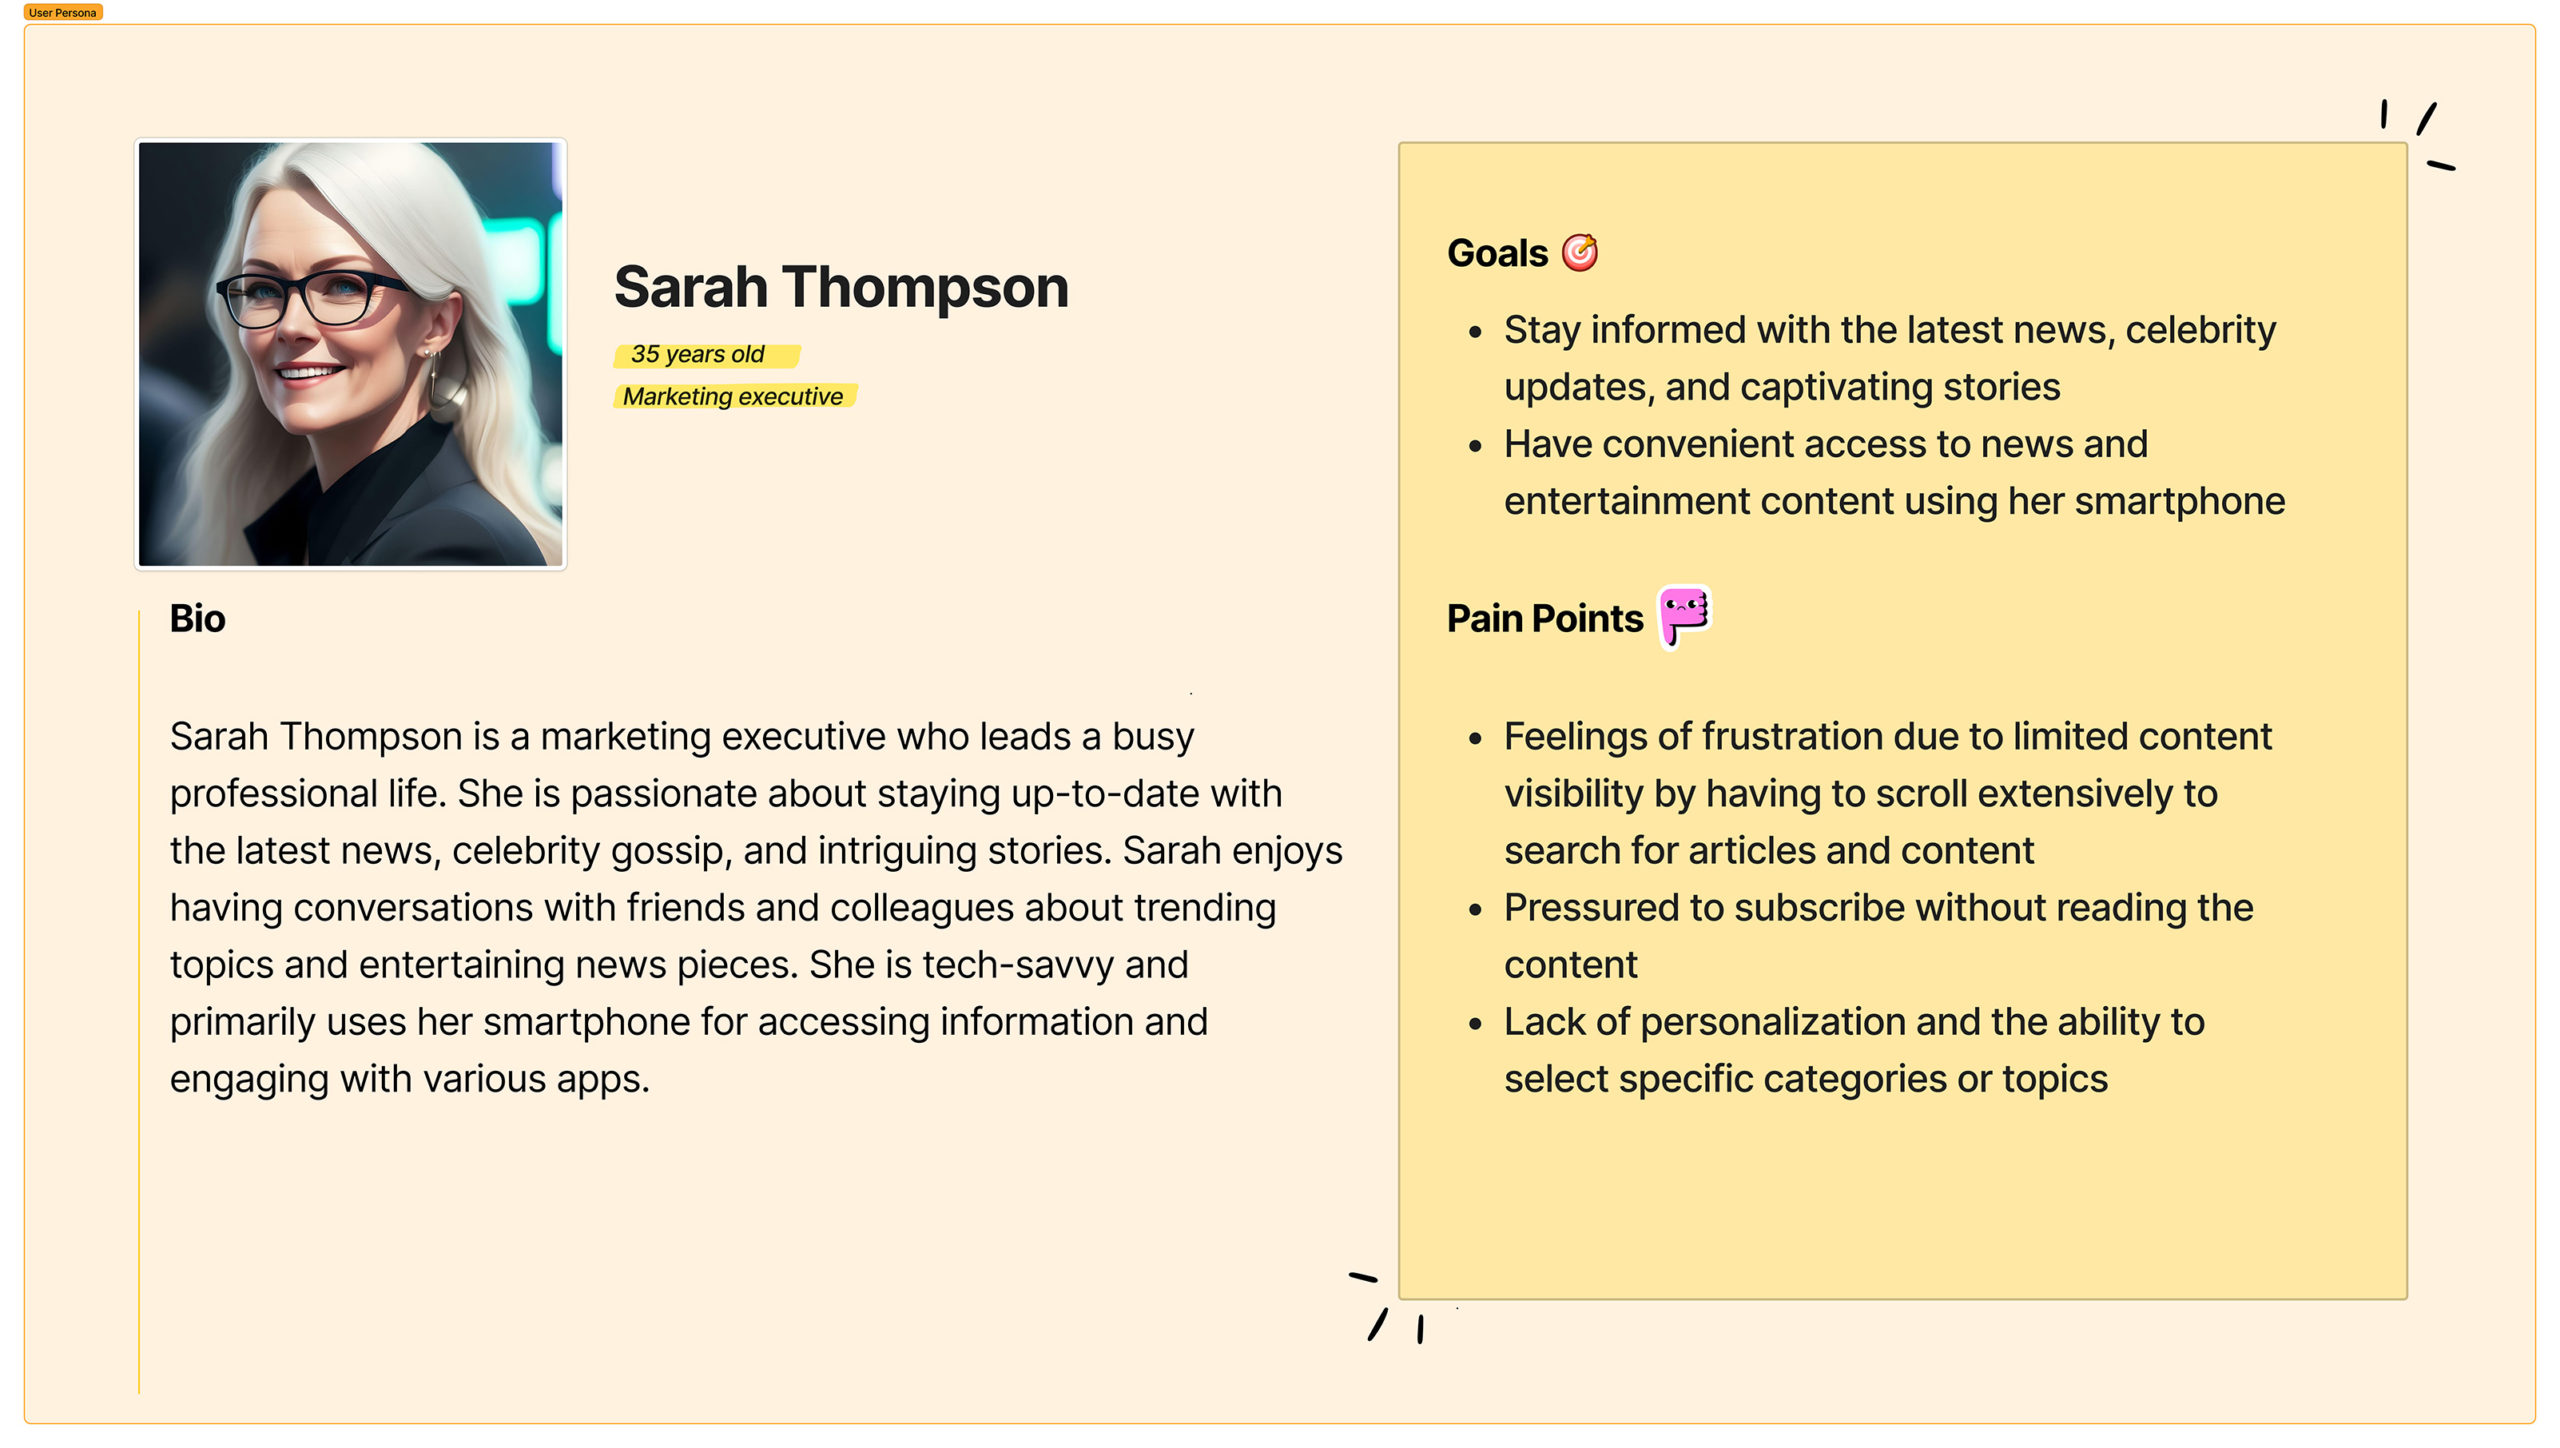 User Persona
Sarah Thompson
35 years old
Marketing executive
Bio
Sarah Thompson is a marketing executive who leads a busy
professional life. She is passionate about staying up-to-date with
the latest news, celebrity gossip, and intriguing stories. Sarah enjoys
having conversations with friends and colleagues about trending
topics and entertaining news pieces. She is tech-savvy and
primarily uses her smartphone for accessing information and
engaging with various apps.
Goals
• Stay informed with the latest news, celebrity
updates, and captivating stories
• Have convenient access to news and
entertainment content using her smartphone
Pain Points
• Feelings of frustration due to limited content
visibility by having to scroll extensively to
search for articles and content
• Pressured to subscribe without reading the
content
• Lack of personalization and the ability to
select specific categories or topics